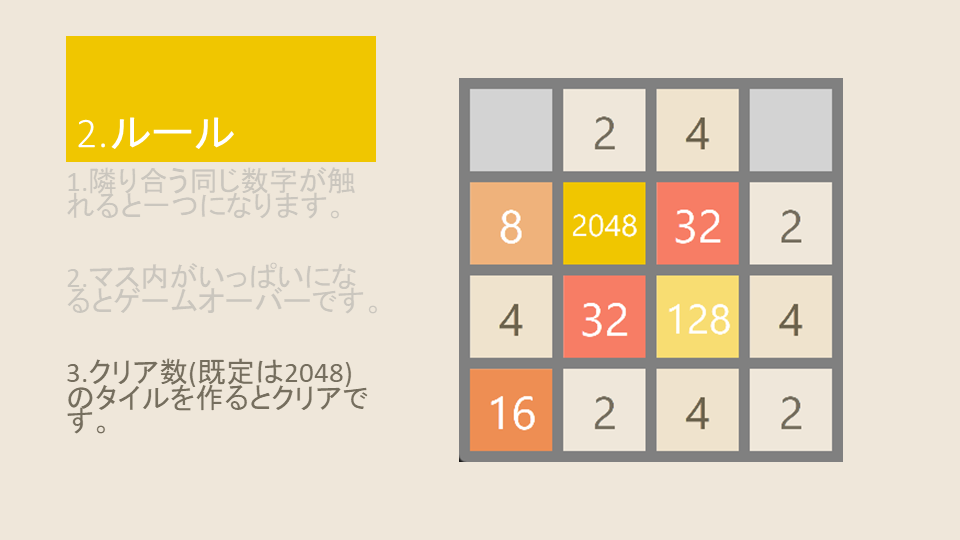 2.ルール
1.隣り合う同じ数字が触
れると一つになります。
2.マス内がいっぱいにな
るとゲームオーバーです。
3.クリア数(既定は2048)
のタイルを作るとクリアで
す。
2 4
8 2048 32 2
4 32 128 4
16 2 4 2